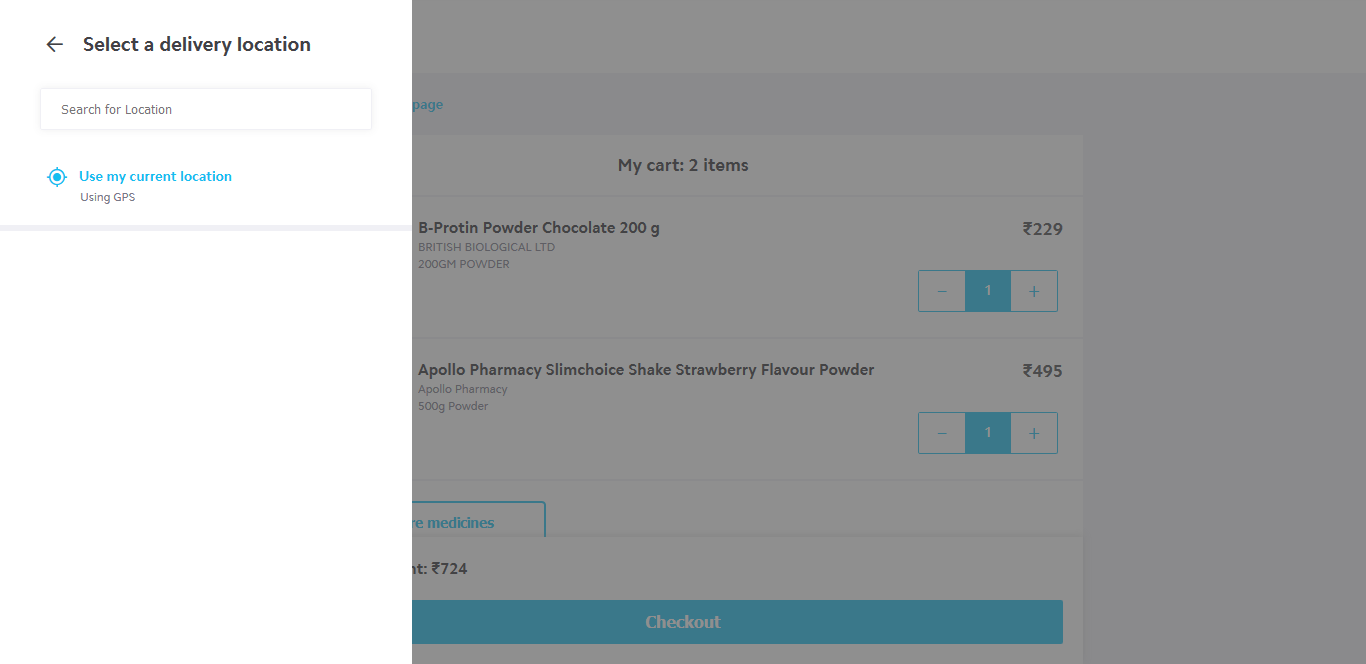 Select a delivery location
Search for Location
Use my current location
Using GPS
page
My cart: 2 items
B-Protin Powder Chocolate 200 g
₹229
BRITISH BIOLOGICAL LTD
200GM POWDER
− 1 +
Apollo Pharmacy Slimchoice Shake Strawberry Flavour Powder
₹495
Apollo Pharmacy
500g Powder
− 1 +
re medicines
nt: ₹724
Checkout